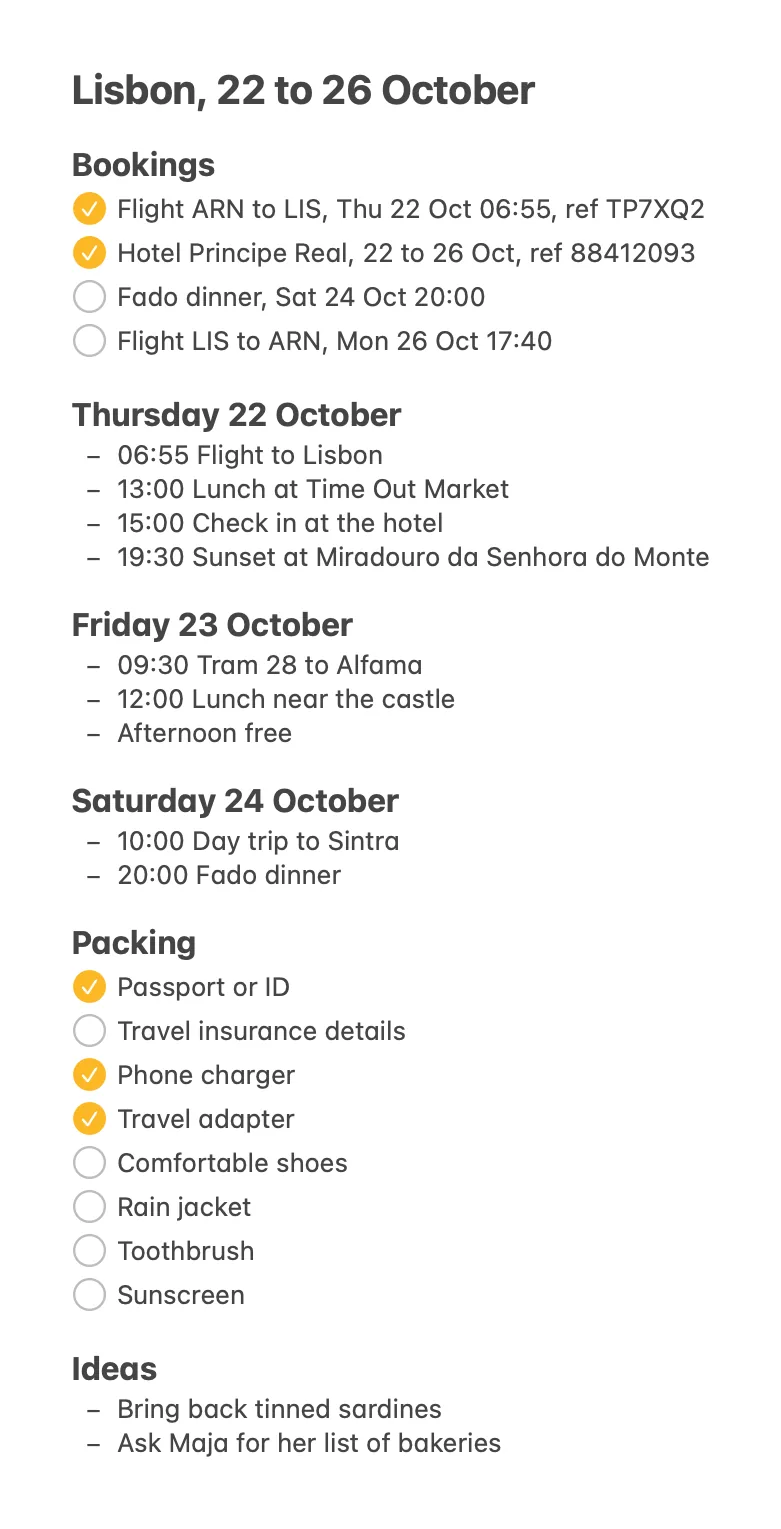 Lisbon, 22 to 26 October
Bookings
Flight ARN to LIS, Thu 22 Oct 06:55, ref TP7XQ2
Hotel Principe Real, 22 to 26 Oct, ref 88412093
Fado dinner, Sat 24 Oct 20:00
Flight LIS to ARN, Mon 26 Oct 17:40
Thursday 22 October
– 06:55 Flight to Lisbon
– 13:00 Lunch at Time Out Market
– 15:00 Check in at the hotel
– 19:30 Sunset at Miradouro da Senhora do Monte
Friday 23 October
– 09:30 Tram 28 to Alfama
– 12:00 Lunch near the castle
– Afternoon free
Saturday 24 October
– 10:00 Day trip to Sintra
– 20:00 Fado dinner
Packing
Passport or ID
Travel insurance details
Phone charger
Travel adapter
Comfortable shoes
Rain jacket
Toothbrush
Sunscreen
Ideas
– Bring back tinned sardines
– Ask Maja for her list of bakeries